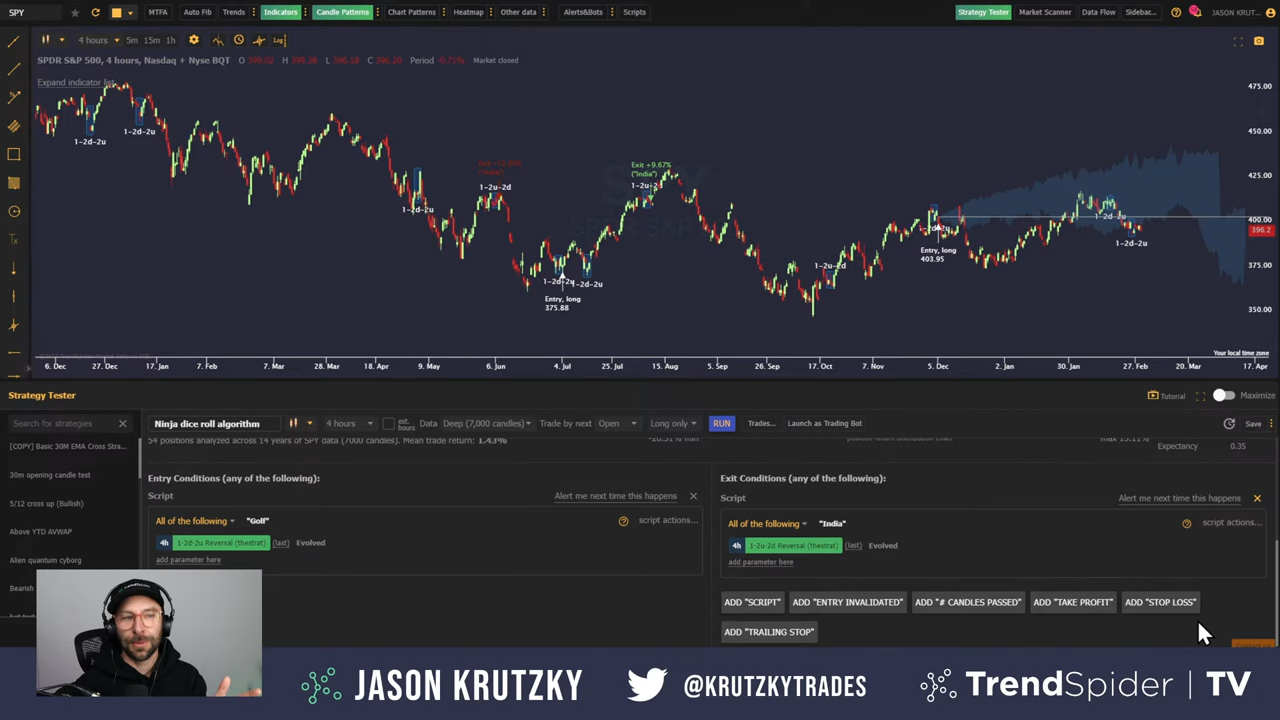 SPY
MTFA Auto Fib Trends Indicators Candle Patterns Chart Patterns Heatmap Other data Alerts&Bots Scripts Strategy Tester Market Scanner Data Flow Sidebar... JASON KRUTZ...
4 hours 5m 15m 1h Log
SPDR S&P 500, 4 hours, Nasdaq + Nyse BQT O 399.02 H 399.28 L 396.18 C 396.20 Period -0.71% Market closed
Expand indicator list
475.00
450.00
425.00
400.00
396.2
375.00
350.00
1-2d-2u
1-2d-2u
1-2d-2u
("India")
1-2u-2d
Exit +9.67%
("India")
1-2u-2d
1-2d-2u
1-2d-2u
Entry, long
375.88
1-2u-2d
Entry, long
403.95
1-2d-2u
1-2d-2u
SPY
SPDR S&P
Your local time zone
6. Dec 27. Dec 17. Jan 7. Feb 7. Mar 28. Mar 18. Apr 9. May 6. Jun 4. Jul 25. Jul 15. Aug 5. Sep 26. Sep 17. Oct 7. Nov 5. Dec 2. Jan 30. Jan 27. Feb 20. Mar 17. Apr
Strategy Tester Tutorial Maximize
Search for strategies Ninja dice roll algorithm 4 hours ext. hours Data Deep (7,000 candles) Trade by next Open Long only RUN Trades... Launch as Trading Bot Save
54 positions analyzed across 14 years of SPY data (7000 candles). Mean trade return: 1.43%
Expectancy 0.35
[COPY] Basic 30M EMA Cross Stra...
30m opening candle test
5/12 cross up (Bullish)
Above YTD AVWAP
Alien quantum cyborg
Bearish
Entry Conditions (any of the following):
Script Alert me next time this happens
All of the following "Golf" script actions...
4h 1-2d-2u Reversal (thestrat) (last) Evolved
add parameter here
Exit Conditions (any of the following):
Script Alert me next time this happens
All of the following "India" script actions...
4h 1-2u-2d Reversal (thestrat) (last) Evolved
add parameter here
ADD "SCRIPT" ADD "ENTRY INVALIDATED" ADD "# CANDLES PASSED" ADD "TAKE PROFIT" ADD "STOP LOSS"
ADD "TRAILING STOP"
JASON KRUTZKY @KRUTZKYTRADES TrendSpider | TV